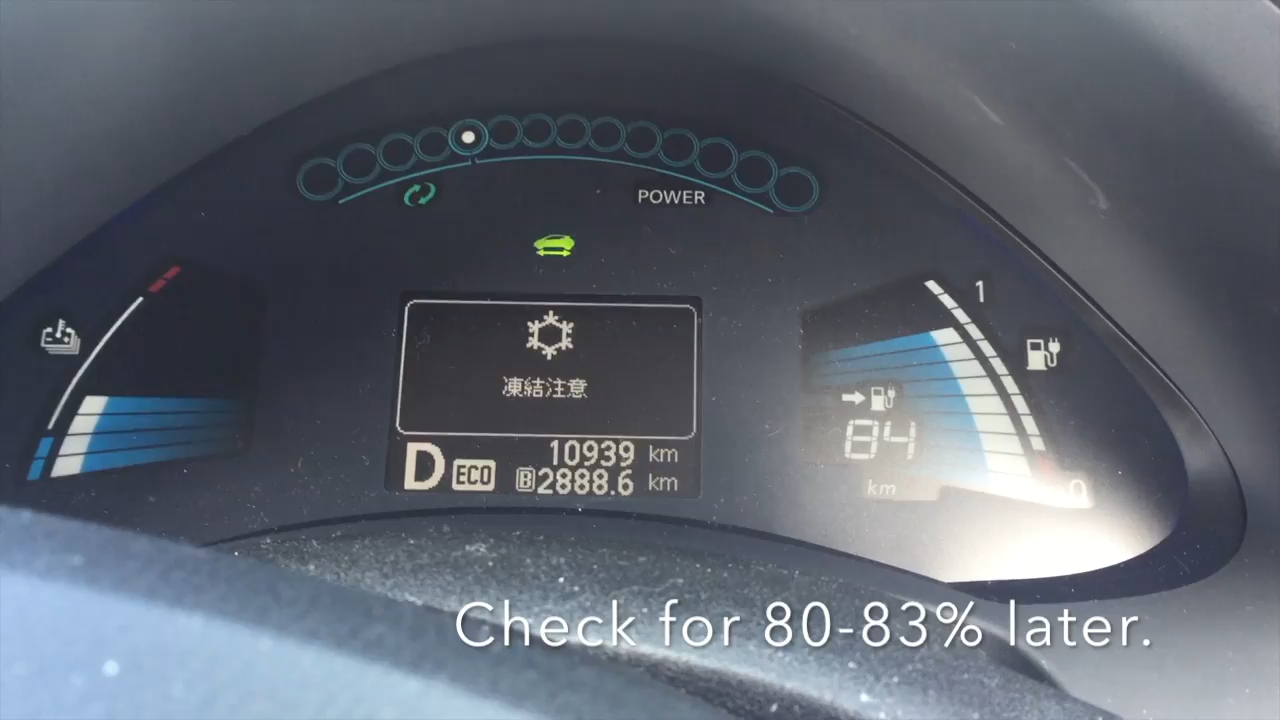 POWER
1
凍結注意
84
km
0
D ECO
10939 km
B 2888.6 km
Check for 80-83% later.